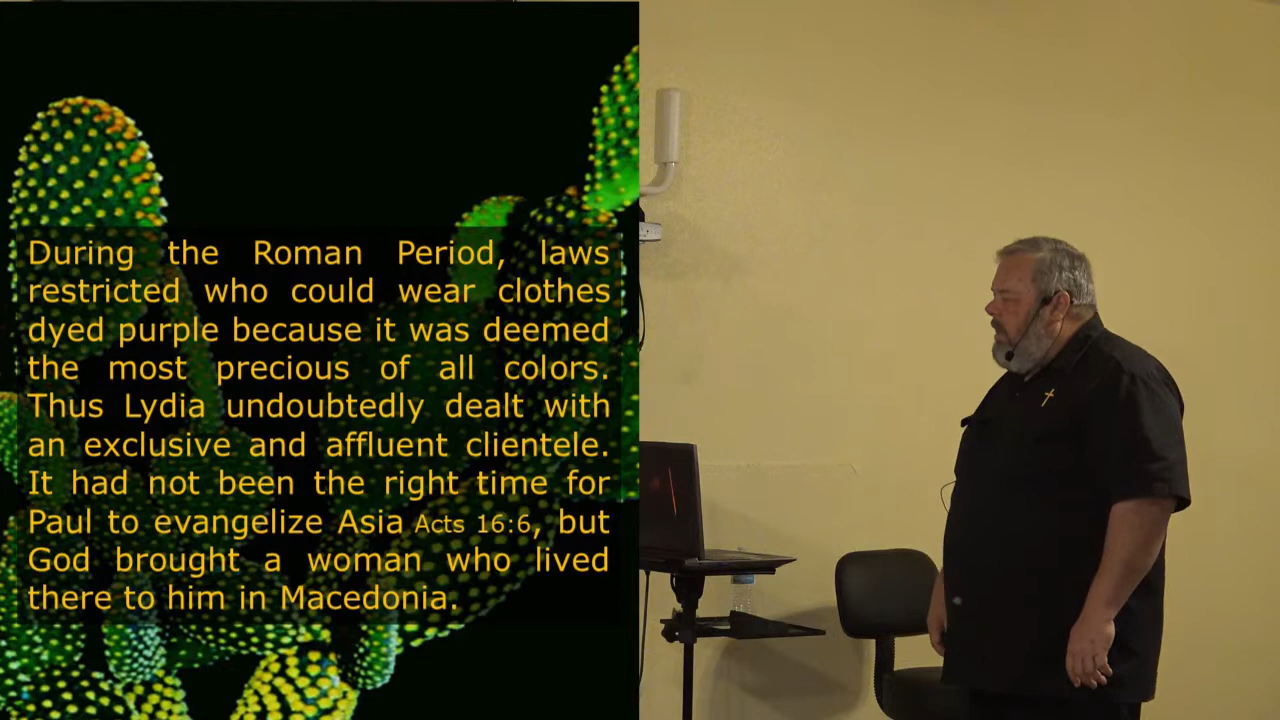 During the Roman Period, laws
restricted who could wear clothes
dyed purple because it was deemed
the most precious of all colors.
Thus Lydia undoubtedly dealt with
an exclusive and affluent clientele.
It had not been the right time for
Paul to evangelize Asia Acts 16:6, but
God brought a woman who lived
there to him in Macedonia.